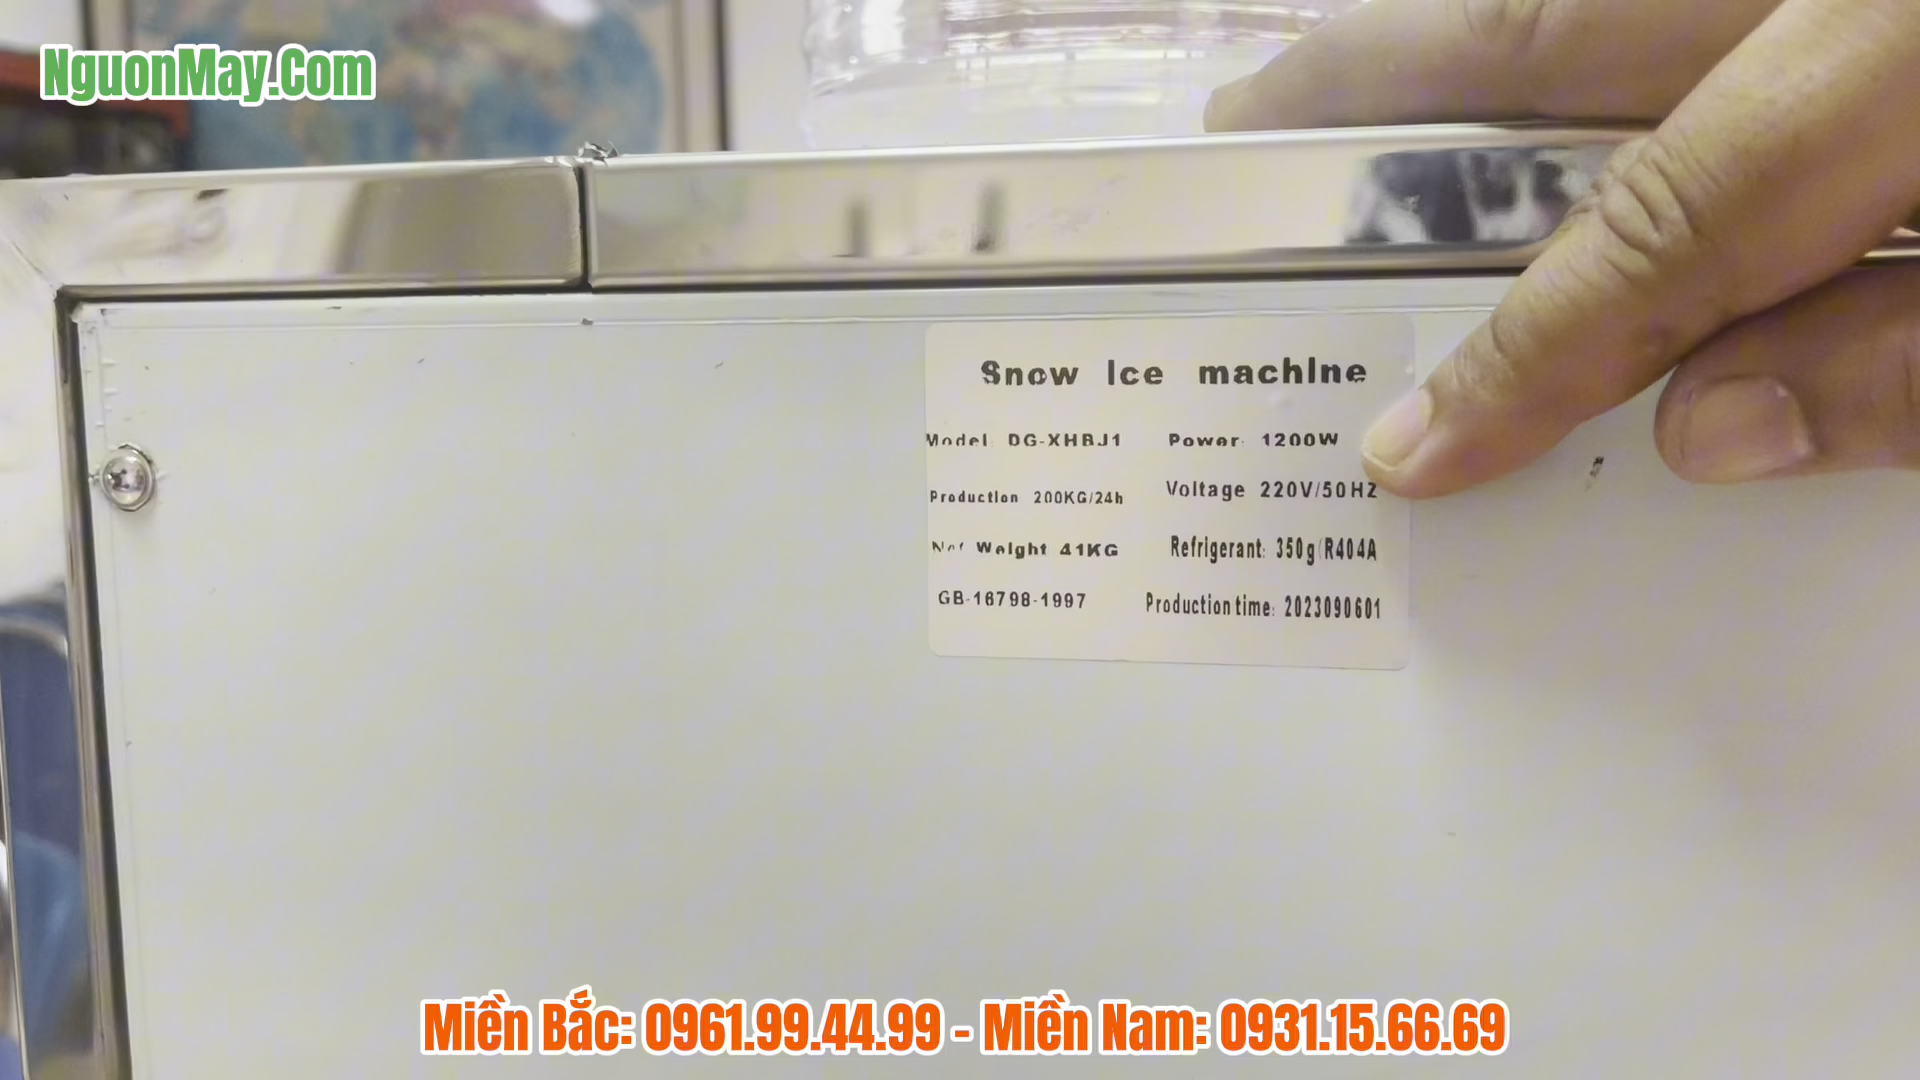 NguonMay.Com
Snow Ice machIne
Model: DG-XHBJ1 Power: 1200W
Production 200KG/24h Voltage 220V/50HZ
Net Weight 41KG Refrigerant: 350g(R404A
GB-16798-1997 Production time: 2023090601
Miền Bắc: 0961.99.44.99 - Miền Nam: 0931.15.66.69